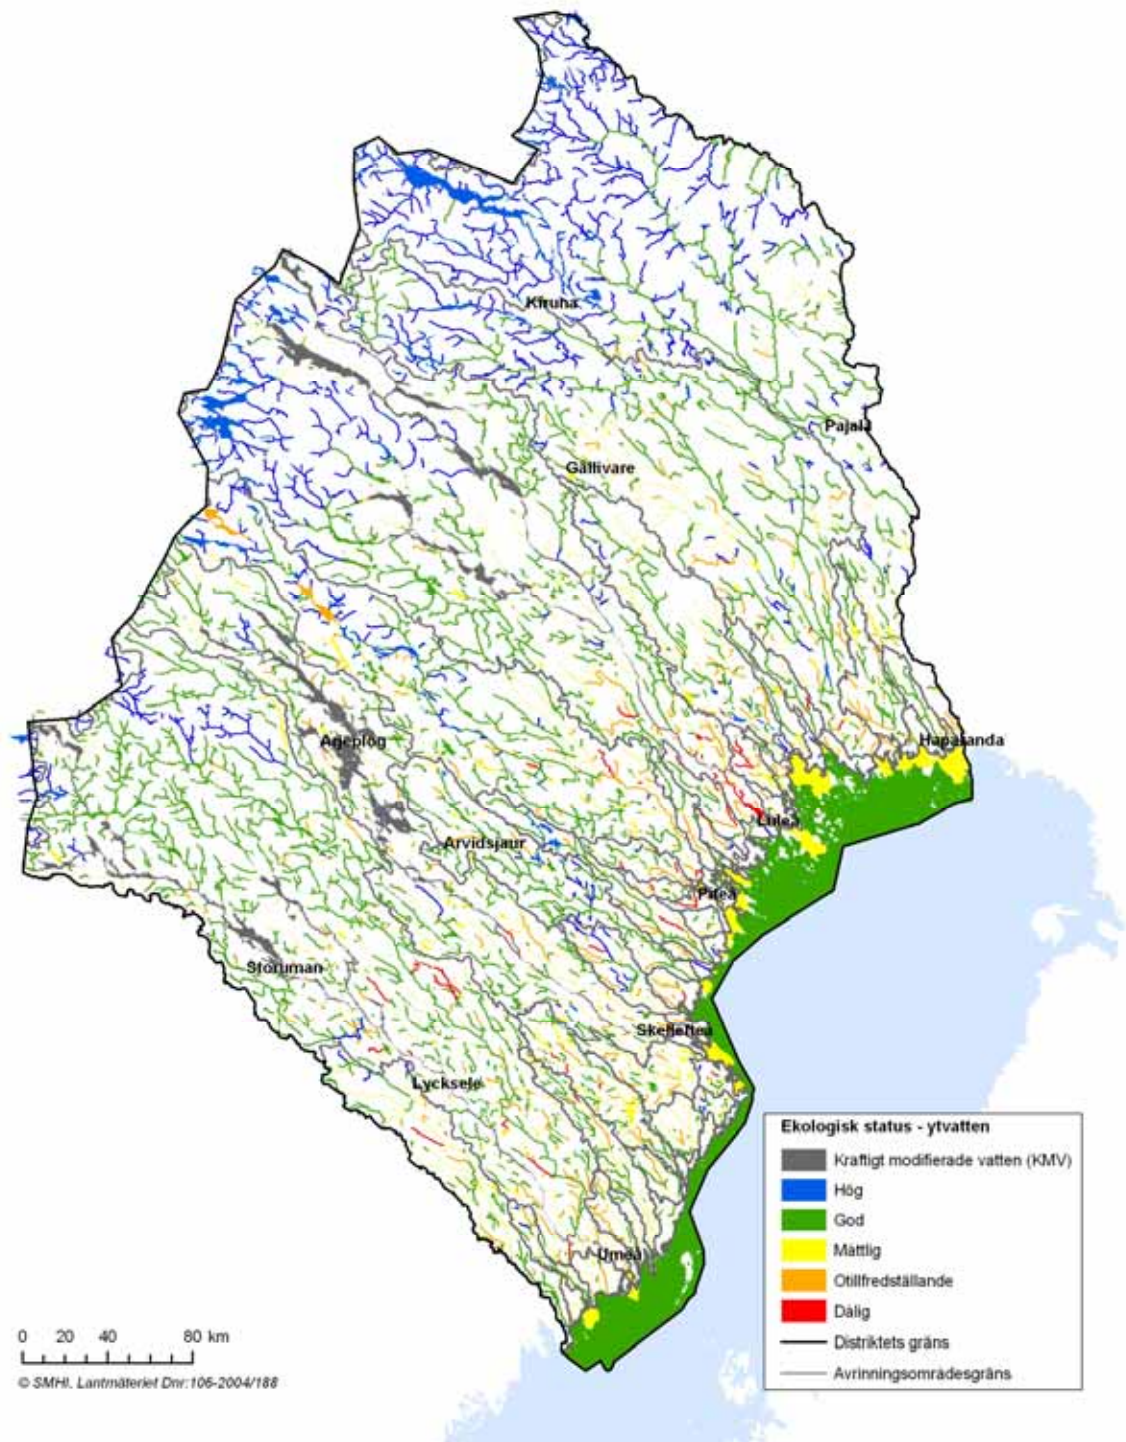 Kiruna
Pajala
Gällivare
Haparanda
Arjeplog
Luleå
Arvidsjaur
Piteå
Storuman
Skellefteå
Lycksele
Umeå
Ekologisk status - ytvatten
Kraftigt modifierade vatten (KMV)
Hög
God
Måttlig
Otillfredställande
Dålig
Distriktets gräns
Avrinningsområdesgräns
0 20 40 80 km
© SMHI. Lantmäteriet Dnr:106-2004/188